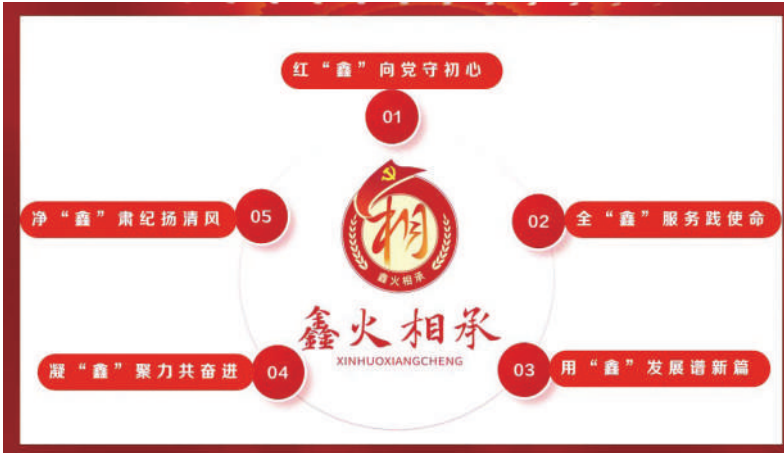 红“鑫”向党守初心
01
净“鑫”肃纪扬清风
05
02
全“鑫”服务践使命
相
鑫火相承
鑫火相承
XINHUOXIANGCHENG
凝“鑫”聚力共奋进
04
03
用“鑫”发展谱新篇